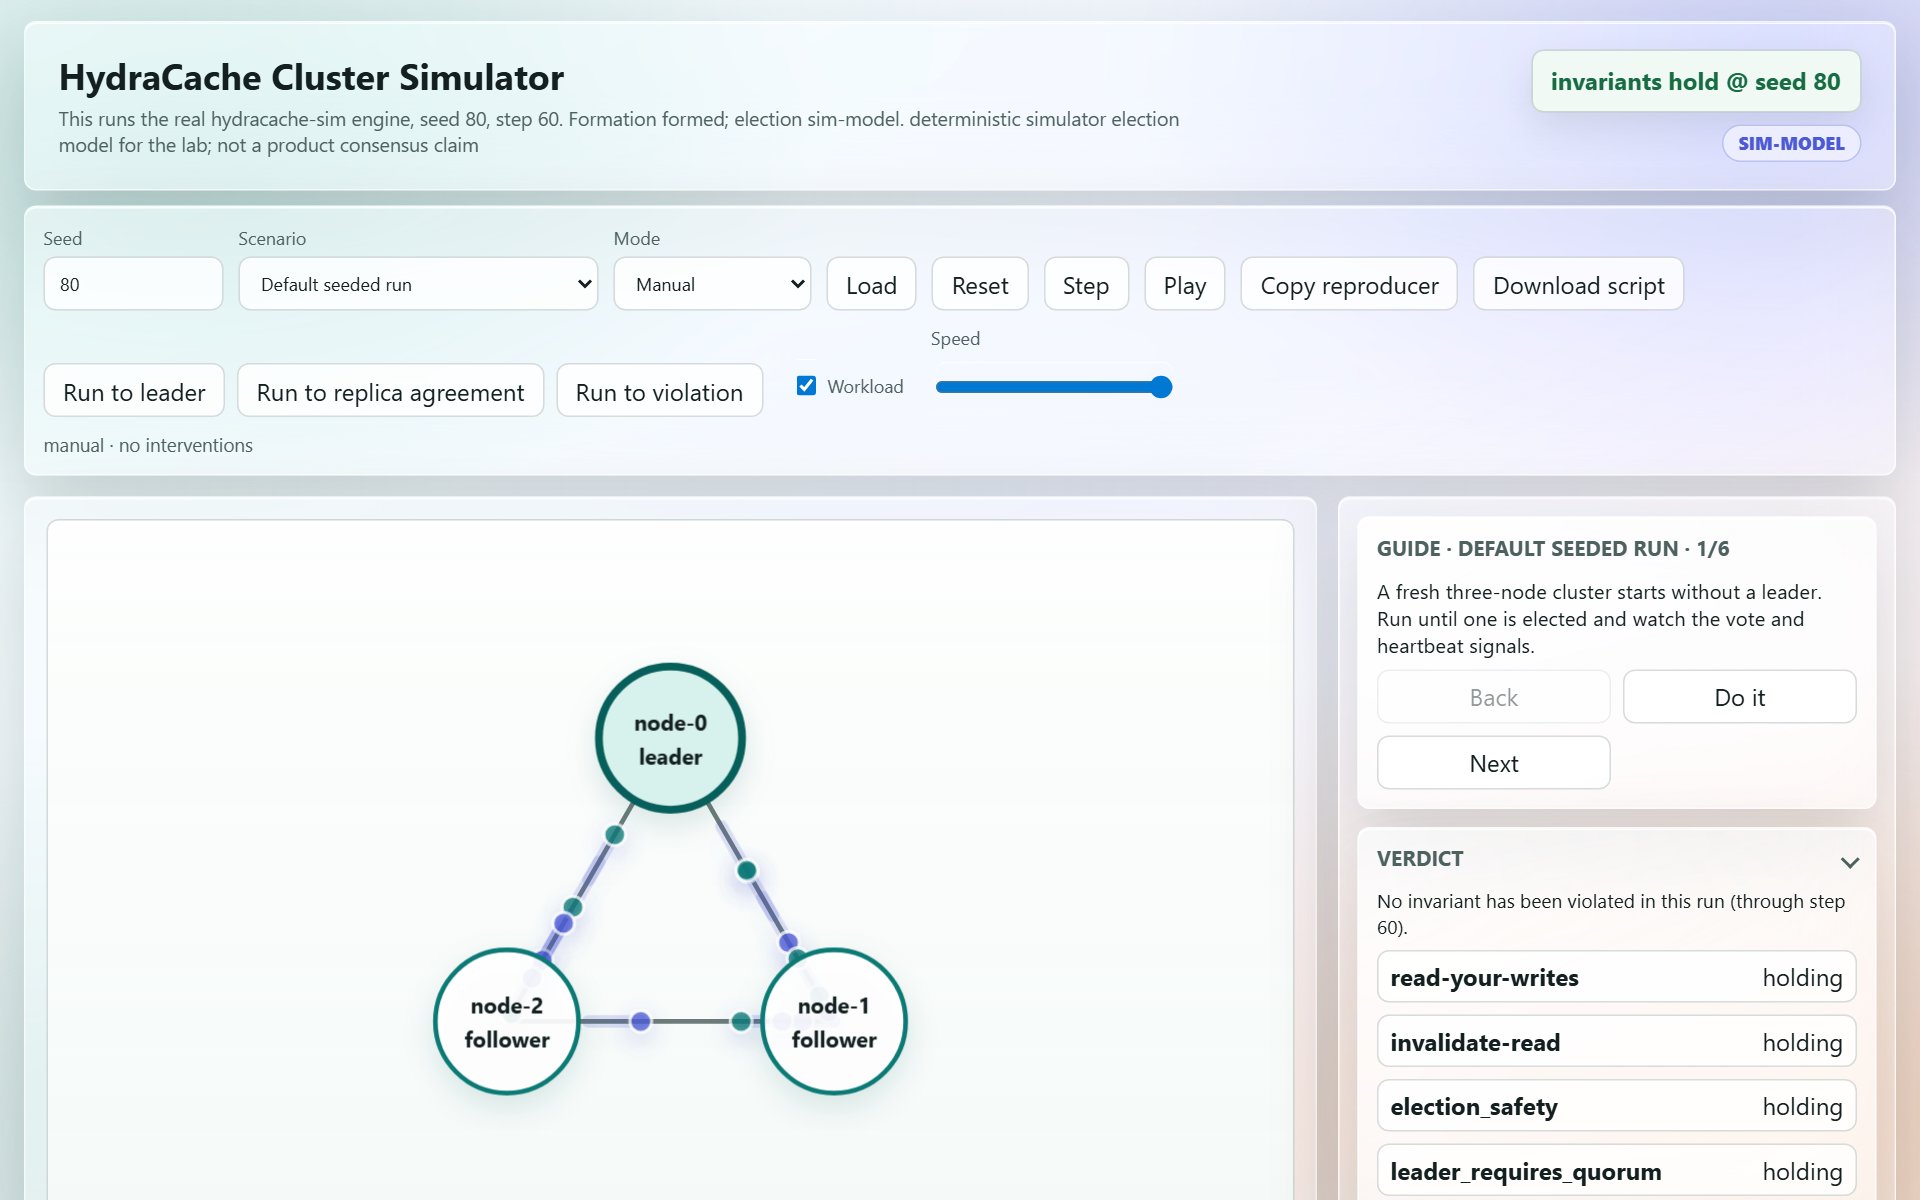 HydraCache Cluster Simulator
This runs the real hydracache-sim engine, seed 80, step 60. Formation formed; election sim-model. deterministic simulator election
model for the lab; not a product consensus claim
invariants hold @ seed 80
SIM-MODEL
Seed
Scenario
Mode
80
Default seeded run
Manual
Load
Reset
Step
Play
Copy reproducer
Download script
Run to leader
Run to replica agreement
Run to violation
Workload
Speed
manual · no interventions
node-0
leader
node-2
follower
node-1
follower
GUIDE · DEFAULT SEEDED RUN · 1/6
A fresh three-node cluster starts without a leader.
Run until one is elected and watch the vote and
heartbeat signals.
Back
Do it
Next
VERDICT
No invariant has been violated in this run (through step
60).
read-your-writes holding
invalidate-read holding
election_safety holding
leader_requires_quorum holding